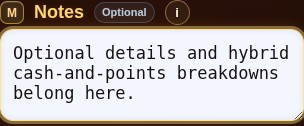 M Notes Optional i
Optional details and hybrid
cash-and-points breakdowns
belong here.